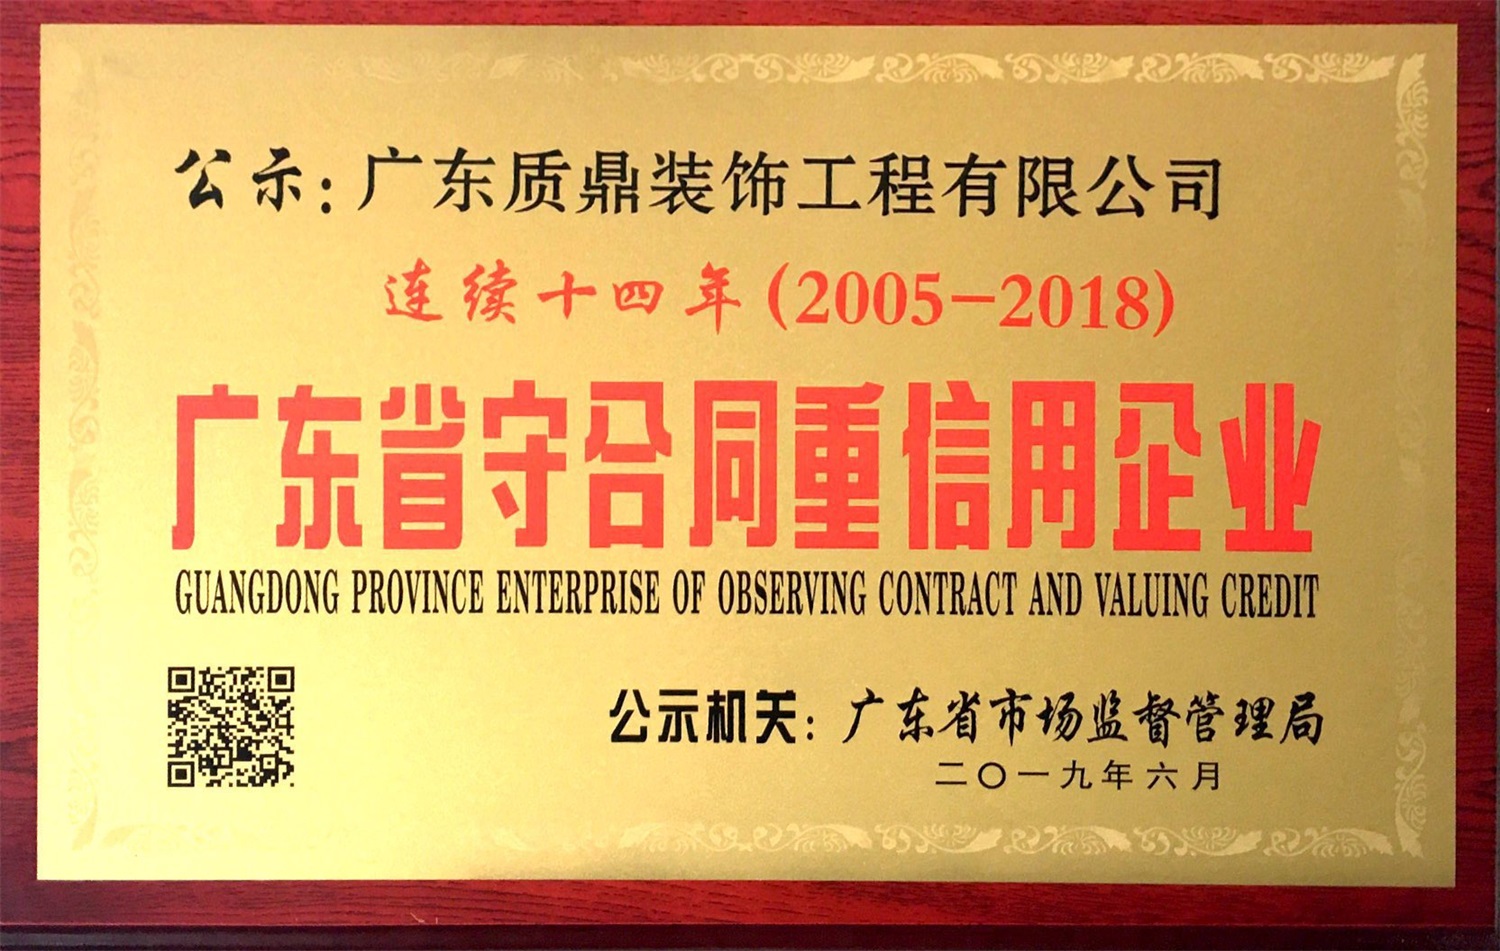 公示：广东质鼎装饰工程有限公司
连续十四年(2005-2018)
广东省守合同重信用企业
GUANGDONG PROVINCE ENTERPRISE OF OBSERVING CONTRACT AND VALUING CREDIT
公示机关：广东省市场监督管理局
二〇一九年六月